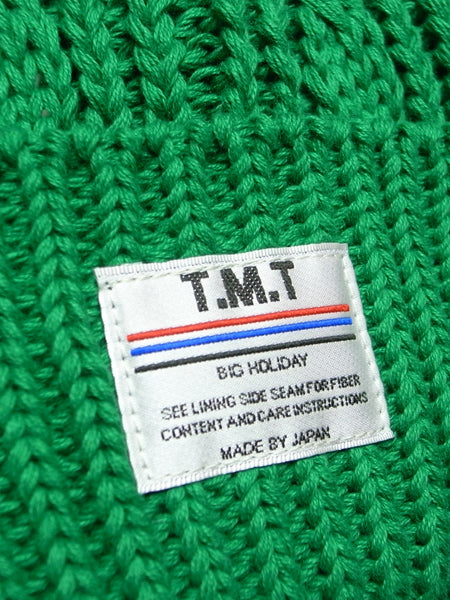 T.M.T
BIG HOLIDAY
SEE LINING SIDE SEAM FOR FIBER
CONTENT AND CARE INSTRUCTIONS
MADE BY JAPAN